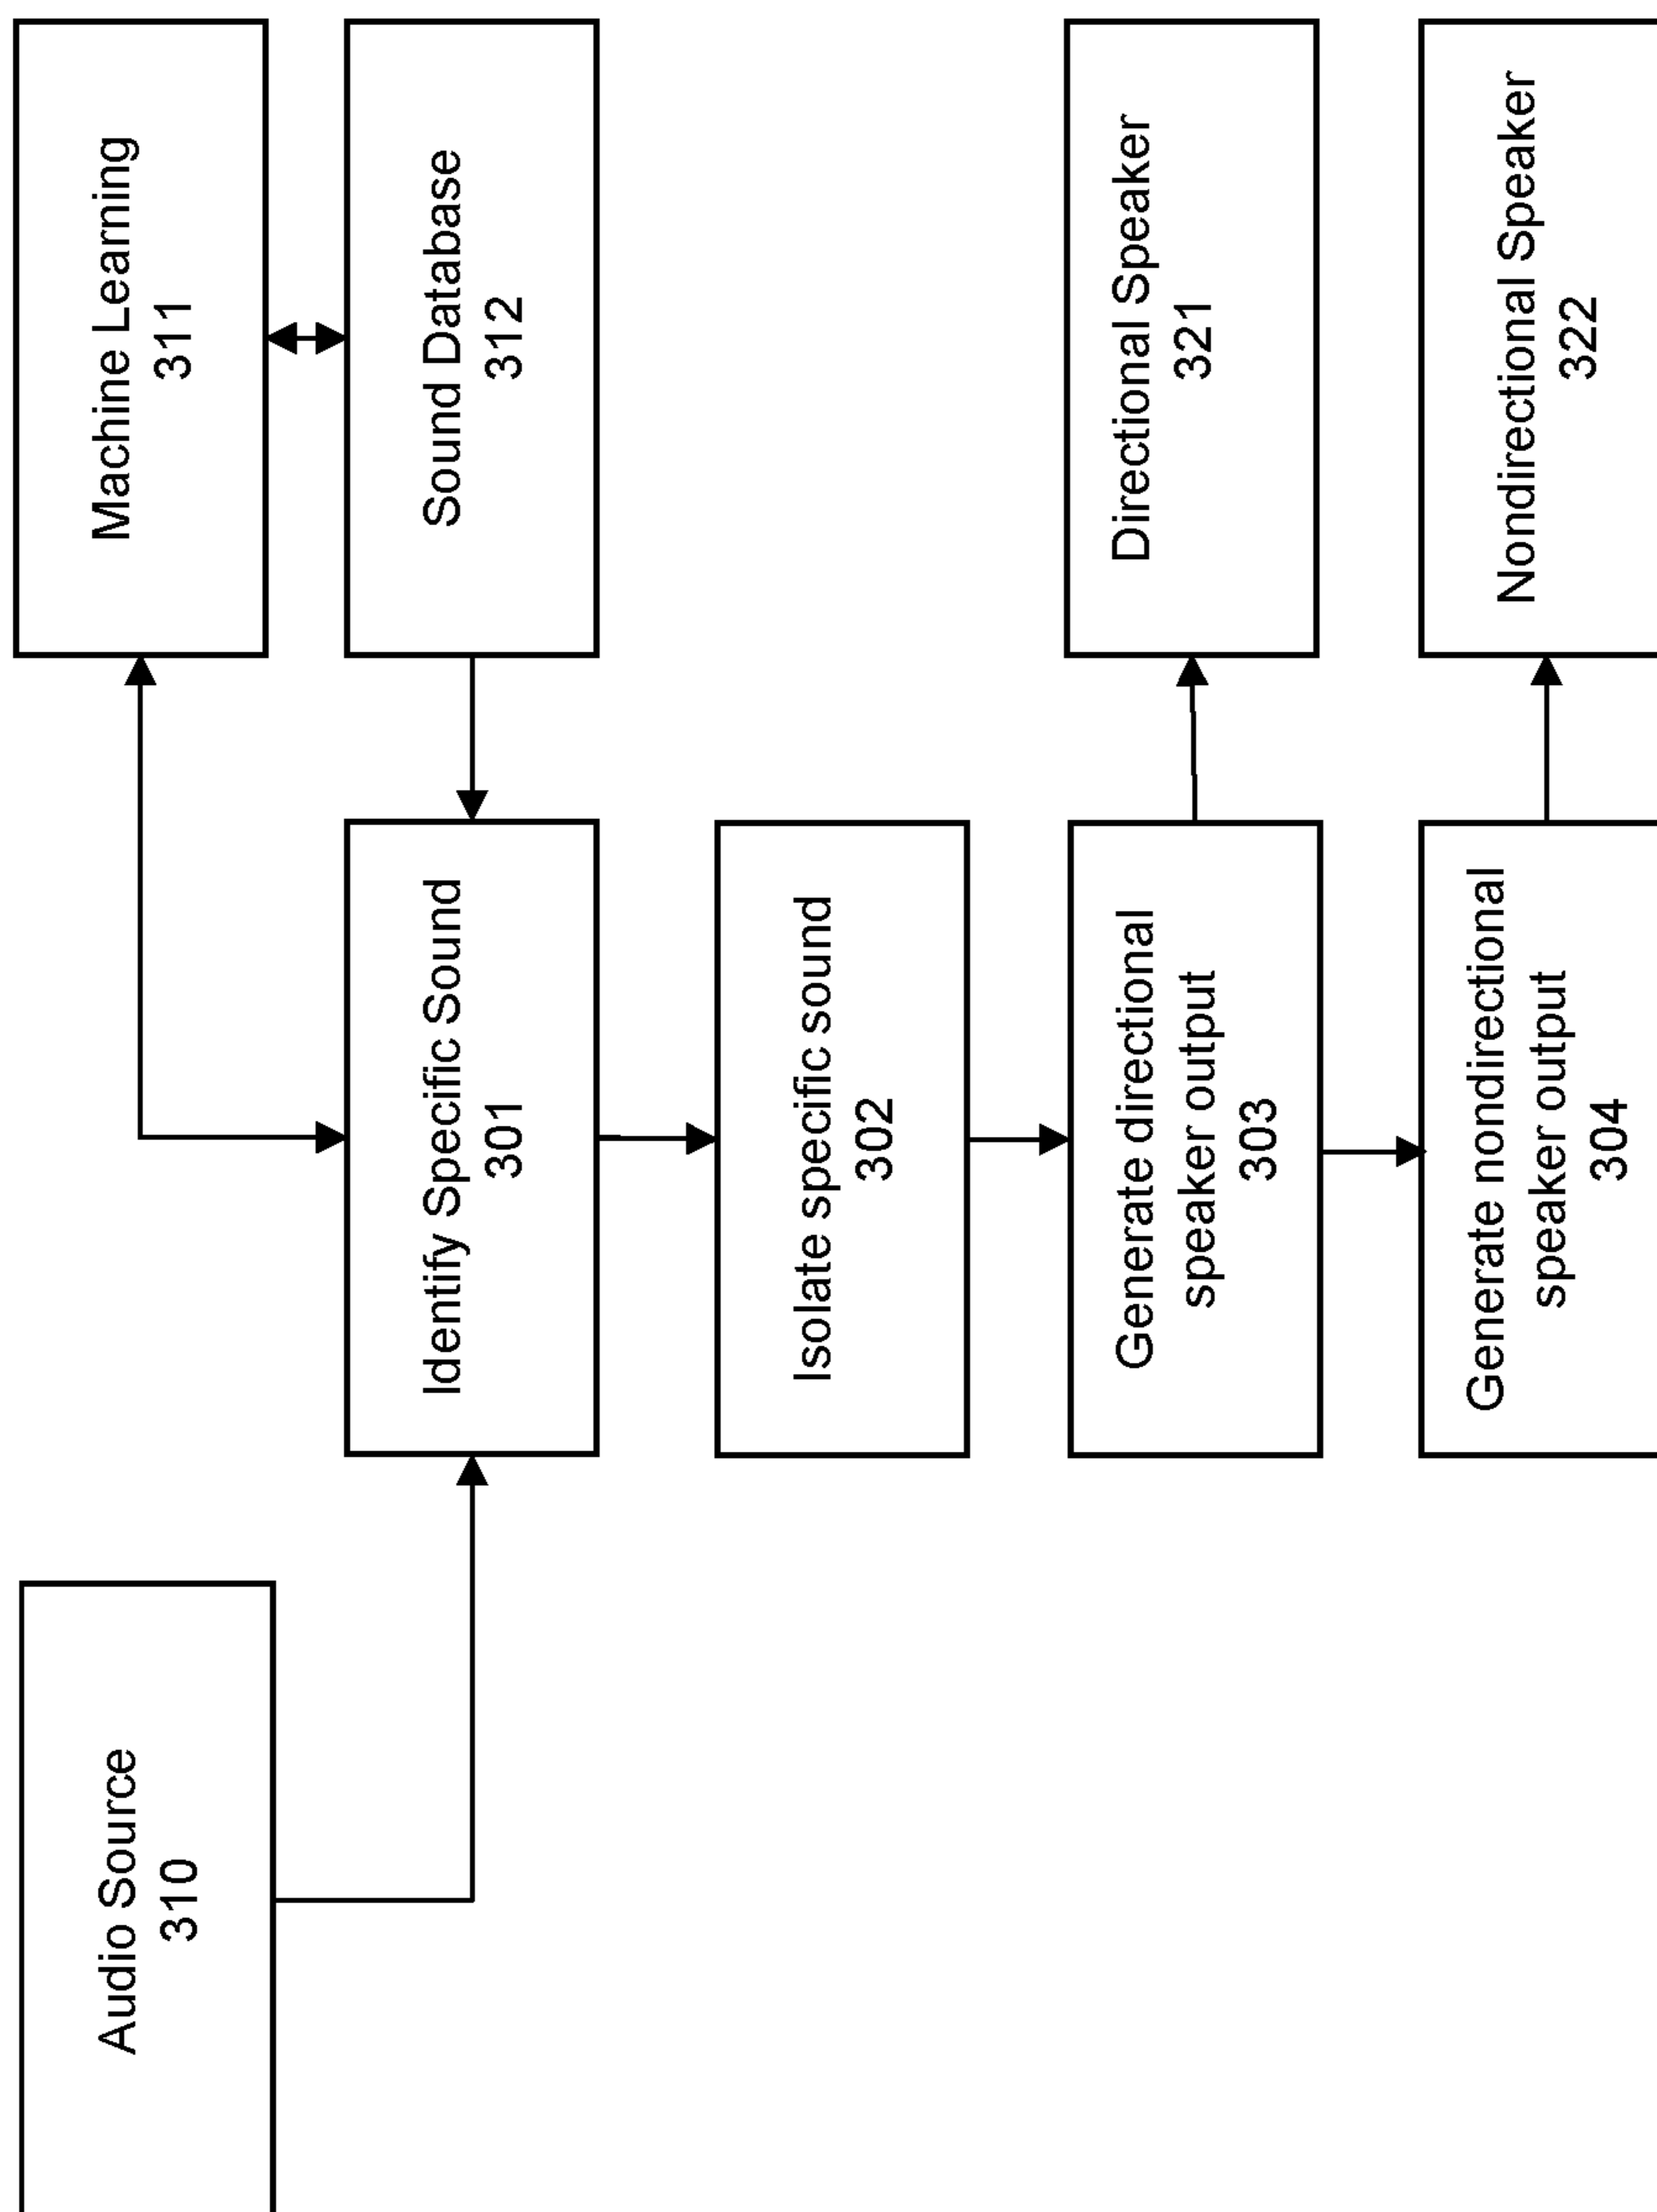 Audio Source
310
Machine Learning
311
Identify Specific Sound
301
Sound Database
312
Isolate specific sound
302
Generate directional
speaker output
303
Directional Speaker
321
Generate nondirectional
speaker output
304
Nondirectional Speaker
322